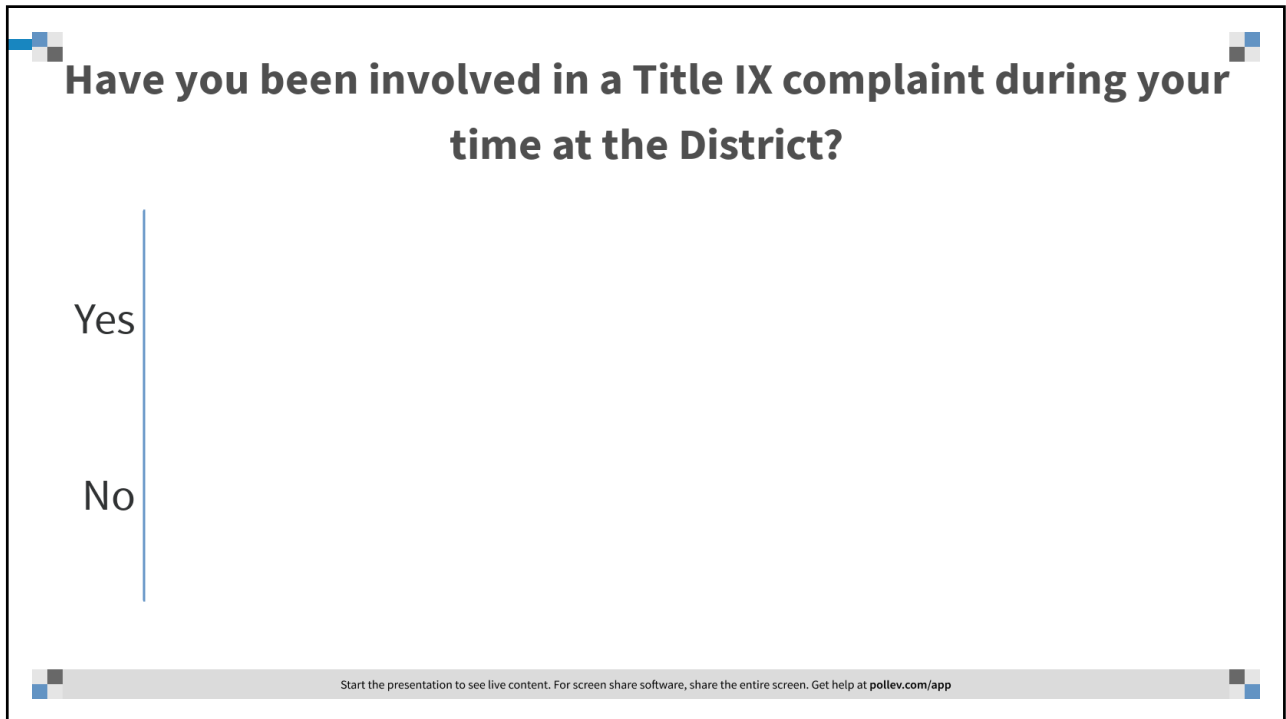 Have you been involved in a Title IX complaint during your
time at the District?
Yes
No
Start the presentation to see live content. For screen share software, share the entire screen. Get help at pollev.com/app